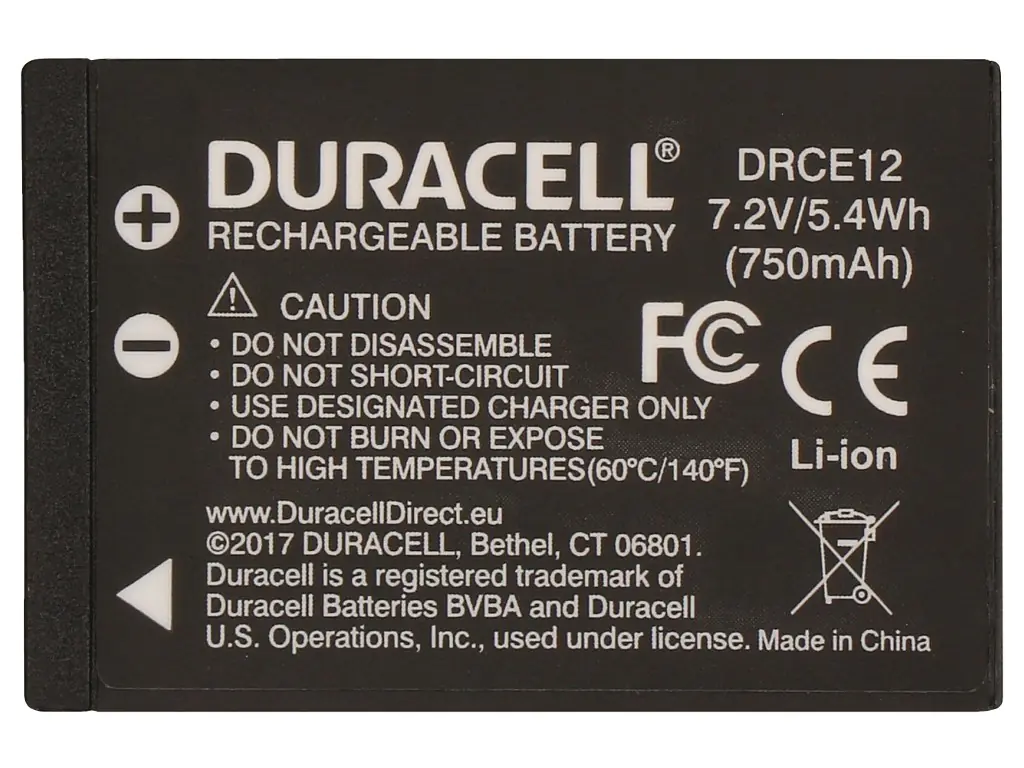 DURACELL®
RECHARGEABLE BATTERY
DRCE12
7.2V/5.4Wh
(750mAh)
CAUTION
• DO NOT DISASSEMBLE
• DO NOT SHORT-CIRCUIT
• USE DESIGNATED CHARGER ONLY
• DO NOT BURN OR EXPOSE
TO HIGH TEMPERATURES(60ºC/140ºF)
FC CE
Li-ion
www.DuracellDirect.eu
©2017 DURACELL, Bethel, CT 06801.
Duracell is a registered trademark of
Duracell Batteries BVBA and Duracell
U.S. Operations, Inc., used under license. Made in China